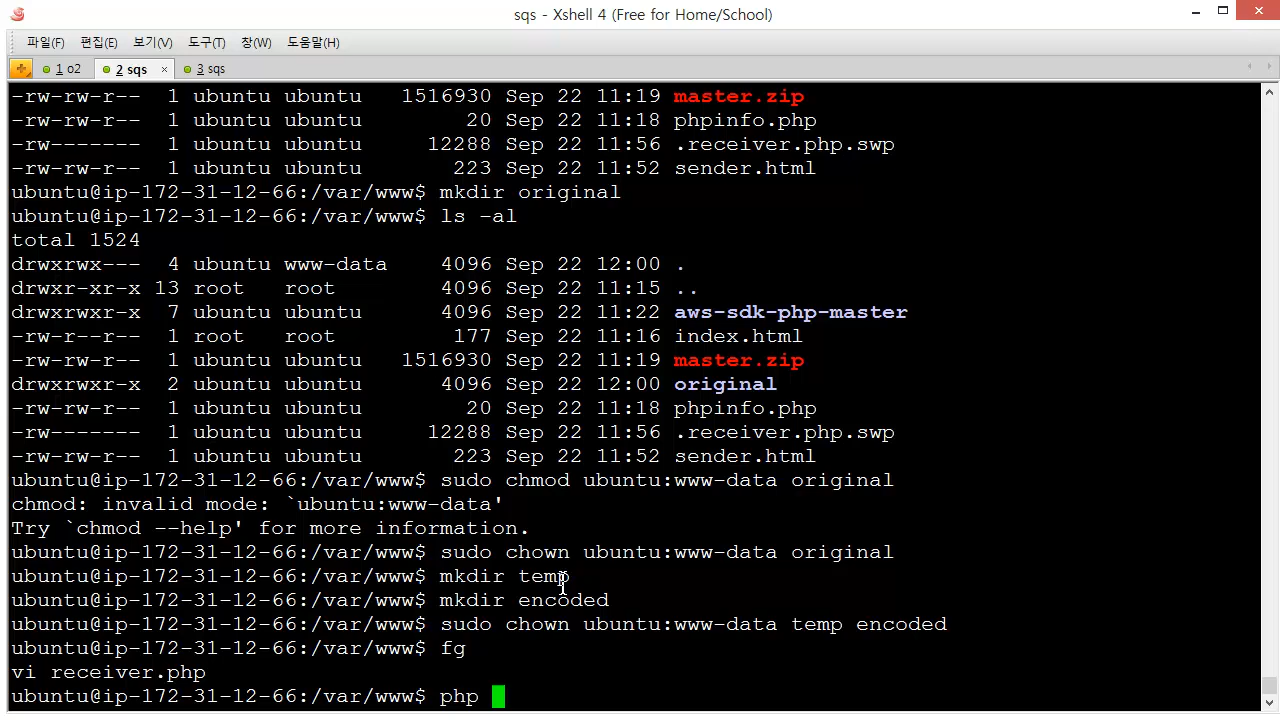 sqs - Xshell 4 (Free for Home/School)
파일(F) 편집(E) 보기(V) 도구(T) 창(W) 도움말(H)
1 o2 2 sqs 3 sqs
-rw-rw-r-- 1 ubuntu ubuntu 1516930 Sep 22 11:19 master.zip
-rw-rw-r-- 1 ubuntu ubuntu 20 Sep 22 11:18 phpinfo.php
-rw------- 1 ubuntu ubuntu 12288 Sep 22 11:56 .receiver.php.swp
-rw-rw-r-- 1 ubuntu ubuntu 223 Sep 22 11:52 sender.html
ubuntu@ip-172-31-12-66:/var/www$ mkdir original
ubuntu@ip-172-31-12-66:/var/www$ ls -al
total 1524
drwxrwx--- 4 ubuntu www-data 4096 Sep 22 12:00 .
drwxr-xr-x 13 root root 4096 Sep 22 11:15 ..
drwxrwxr-x 7 ubuntu ubuntu 4096 Sep 22 11:22 aws-sdk-php-master
-rw-r--r-- 1 root root 177 Sep 22 11:16 index.html
-rw-rw-r-- 1 ubuntu ubuntu 1516930 Sep 22 11:19 master.zip
drwxrwxr-x 2 ubuntu ubuntu 4096 Sep 22 12:00 original
-rw-rw-r-- 1 ubuntu ubuntu 20 Sep 22 11:18 phpinfo.php
-rw------- 1 ubuntu ubuntu 12288 Sep 22 11:56 .receiver.php.swp
-rw-rw-r-- 1 ubuntu ubuntu 223 Sep 22 11:52 sender.html
ubuntu@ip-172-31-12-66:/var/www$ sudo chmod ubuntu:www-data original
chmod: invalid mode: `ubuntu:www-data'
Try `chmod --help' for more information.
ubuntu@ip-172-31-12-66:/var/www$ sudo chown ubuntu:www-data original
ubuntu@ip-172-31-12-66:/var/www$ mkdir temp
ubuntu@ip-172-31-12-66:/var/www$ mkdir encoded
ubuntu@ip-172-31-12-66:/var/www$ sudo chown ubuntu:www-data temp encoded
ubuntu@ip-172-31-12-66:/var/www$ fg
vi receiver.php
ubuntu@ip-172-31-12-66:/var/www$ php